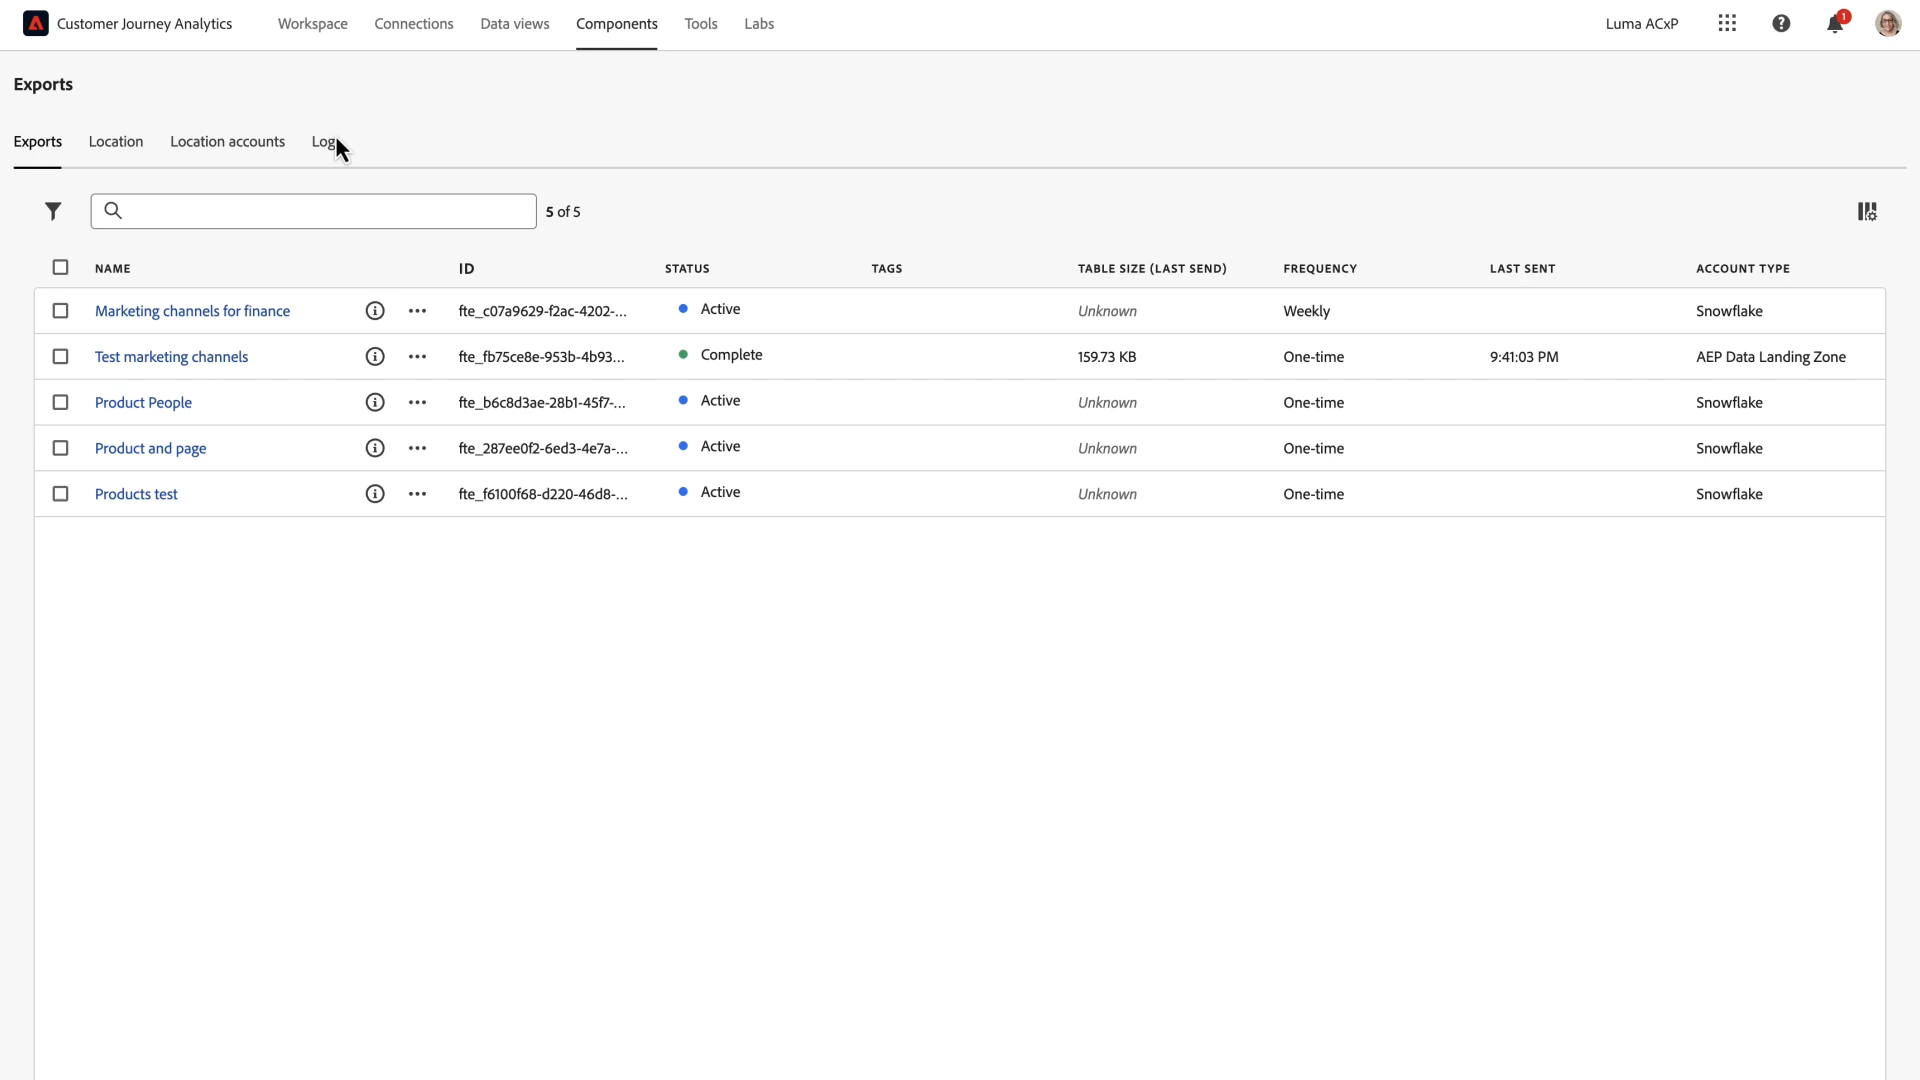 Customer Journey Analytics Workspace Connections Data views Components Tools Labs Luma ACxP 1
Exports
Exports Location Location accounts Log
5 of 5
NAME ID STATUS TAGS TABLE SIZE (LAST SEND) FREQUENCY LAST SENT ACCOUNT TYPE
Marketing channels for finance fte_c07a9629-f2ac-4202-... Active Unknown Weekly Snowflake
Test marketing channels fte_fb75ce8e-953b-4b93... Complete 159.73 KB One-time 9:41:03 PM AEP Data Landing Zone
Product People fte_b6c8d3ae-28b1-45f7-... Active Unknown One-time Snowflake
Product and page fte_287ee0f2-6ed3-4e7a-... Active Unknown One-time Snowflake
Products test fte_f6100f68-d220-46d8-... Active Unknown One-time Snowflake